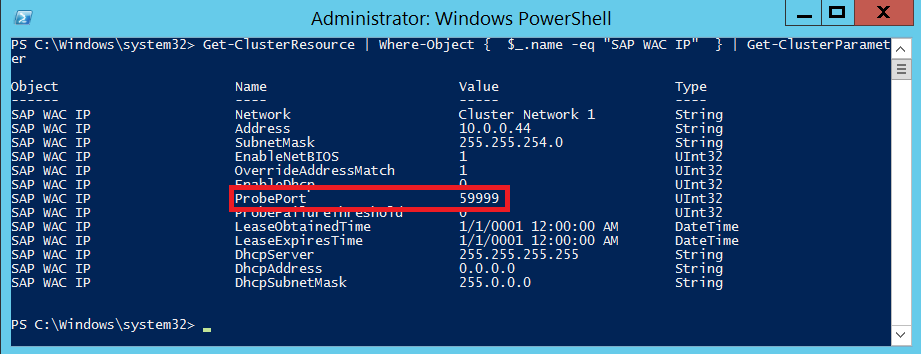 Administrator: Windows PowerShell
PS C:\Windows\system32> Get-ClusterResource | Where-Object {  $_.name -eq "SAP WAC IP"  } | Get-ClusterParamet
er
Object Name Value Type
------ ---- ----- ----
SAP WAC IP Network Cluster Network 1 String
SAP WAC IP Address 10.0.0.44 String
SAP WAC IP SubnetMask 255.255.254.0 String
SAP WAC IP EnableNetBIOS 1 UInt32
SAP WAC IP OverrideAddressMatch 1 UInt32
SAP WAC IP EnableDhcp 0 UInt32
SAP WAC IP ProbePort 59999 UInt32
SAP WAC IP ProbeFailureThreshold 0 UInt32
SAP WAC IP LeaseObtainedTime 1/1/0001 12:00:00 AM DateTime
SAP WAC IP LeaseExpiresTime 1/1/0001 12:00:00 AM DateTime
SAP WAC IP DhcpServer 255.255.255.255 String
SAP WAC IP DhcpAddress 0.0.0.0 String
SAP WAC IP DhcpSubnetMask 255.0.0.0 String
PS C:\Windows\system32>